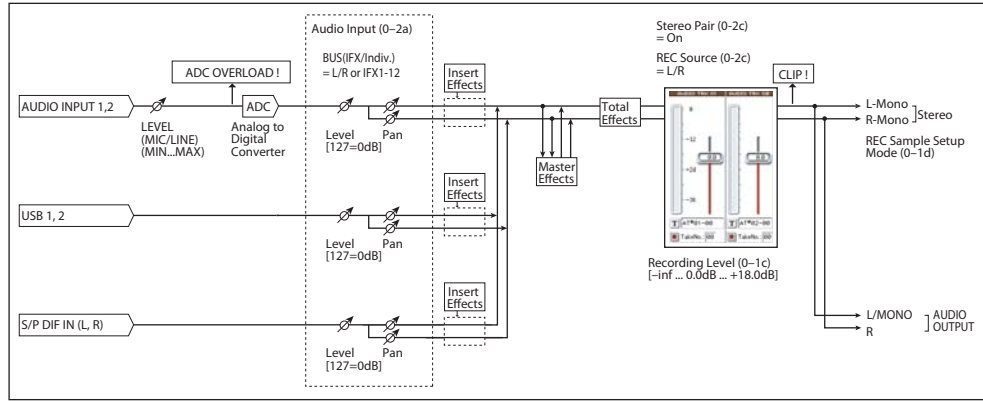 Audio Input (0–2a)
BUS(IFX/Indiv.)
= L/R or IFX1-12
Stereo Pair (0-2c)
= On
REC Source (0-2c)
= L/R
ADC OVERLOAD !
Insert
Effects
CLIP !
AUDIO INPUT 1,2
ADC
Total
Effects
L-Mono
R-Mono
Stereo
LEVEL
(MIC/LINE)
(MIN...MAX)
Analog to
Digital
Converter
Level
[127=0dB]
Pan
REC Sample Setup
Mode (0–1d)
Master
Effects
Insert
Effects
USB 1, 2
Level
[127=0dB]
Pan
Recording Level (0–1c)
[–inf ... 0.0dB ... +18.0dB]
Insert
Effects
S/P DIF IN (L, R)
Level
[127=0dB]
Pan
L/MONO
R
AUDIO
OUTPUT